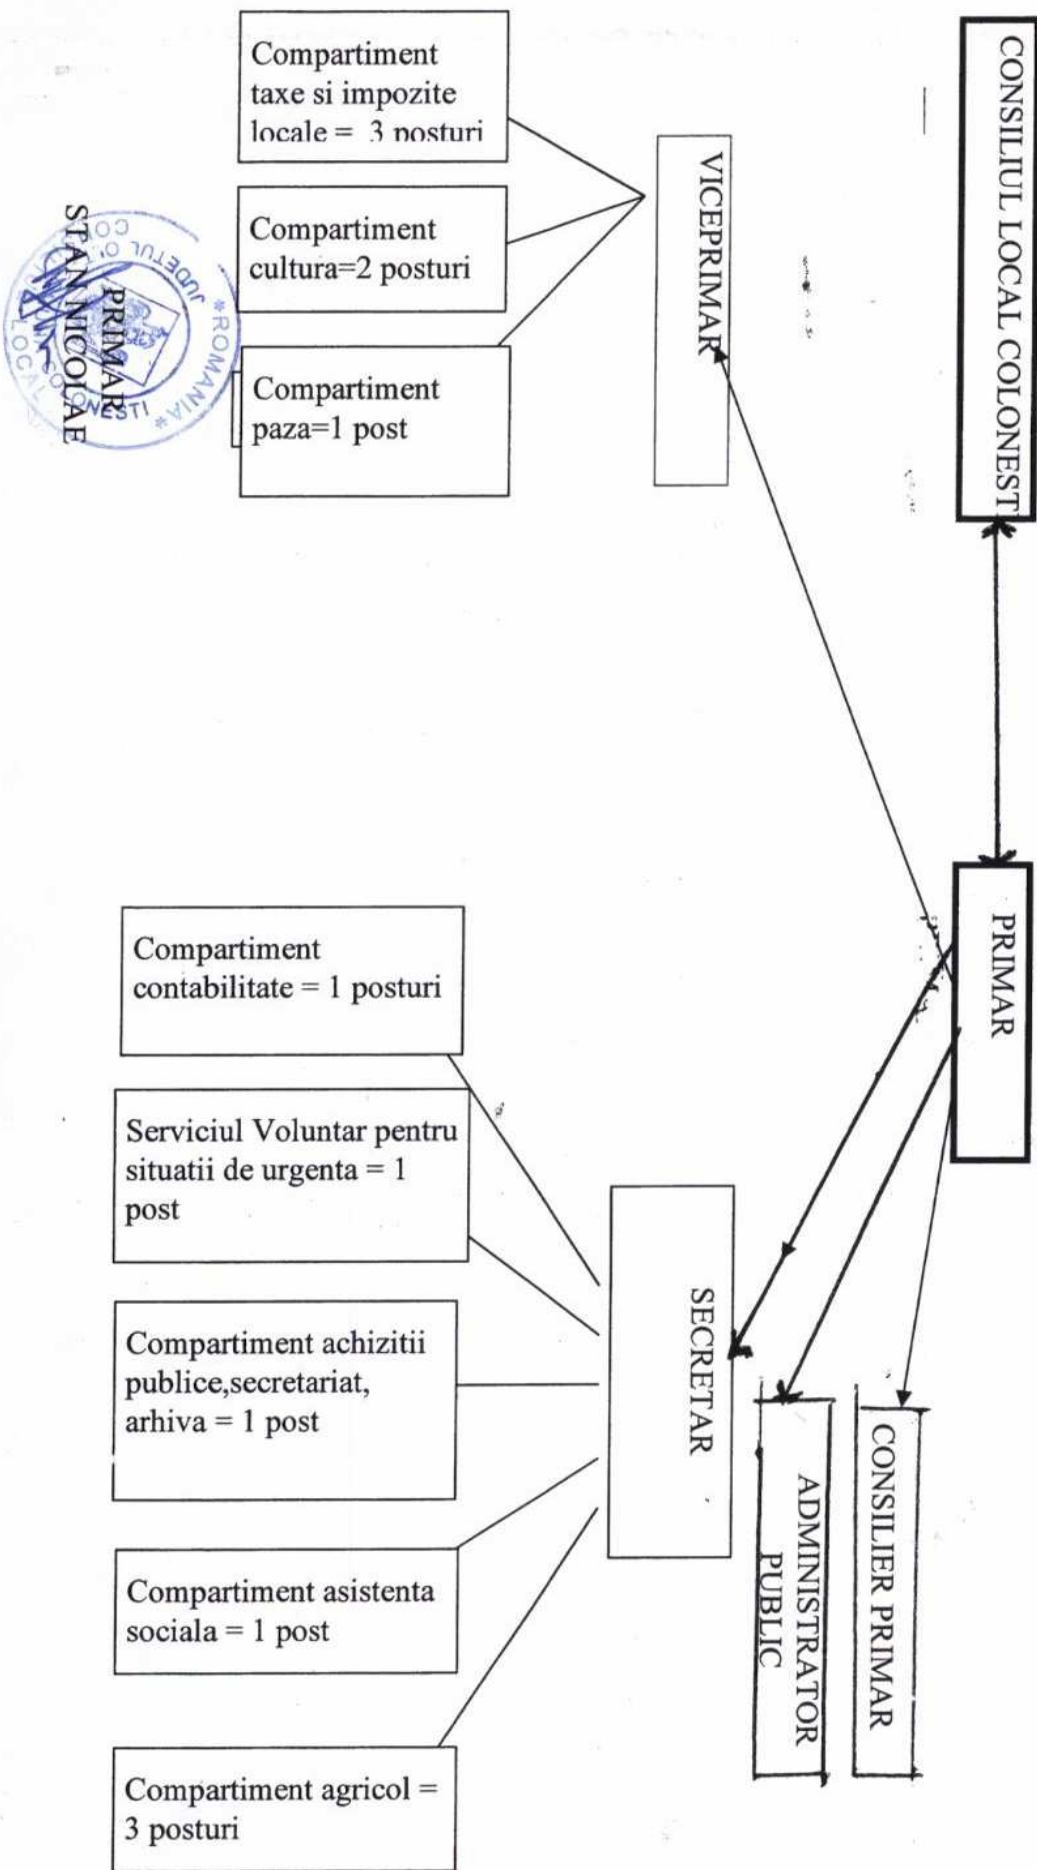 CONSILIUL LOCAL COLONEST
PRIMAR
CONSILIER PRIMAR
ADMINISTRATOR
PUBLIC
VICEPRIMAR
SECRETAR
Compartiment
taxe si impozite
locale = 3 posturi
Compartiment
cultura=2 posturi
Compartiment
paza=1 post
Compartiment
contabilitate = 1 posturi
Serviciul Voluntar pentru
situatii de urgenta = 1
post
Compartiment achizitii
publice,secretariat,
arhiva = 1 post
Compartiment asistenta
sociala = 1 post
Compartiment agricol =
3 posturi
PRIMAR
STAN NICOLAE
*ROMANIA*
JUDETUL
COLONESTI
LOCAL